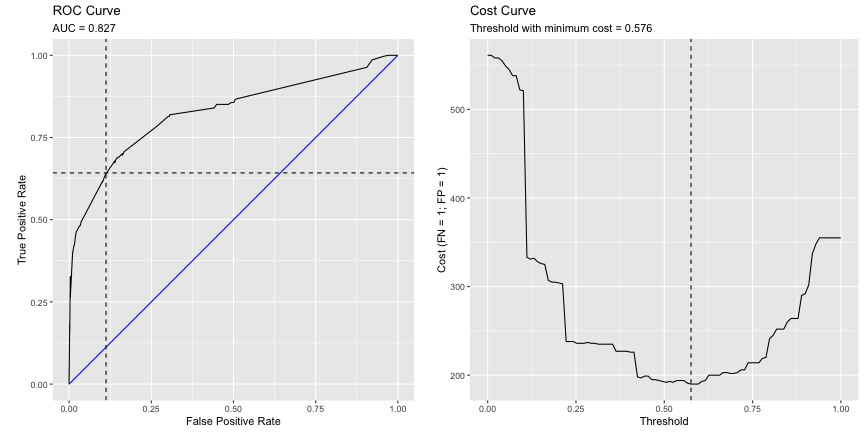 ROC Curve
AUC = 0.827
True Positive Rate
1.00
0.75
0.50
0.25
0.00
0.00 0.25 0.50 0.75 1.00
False Positive Rate
Cost Curve
Threshold with minimum cost = 0.576
Cost (FN = 1; FP = 1)
500
400
300
200
0.00 0.25 0.50 0.75 1.00
Threshold